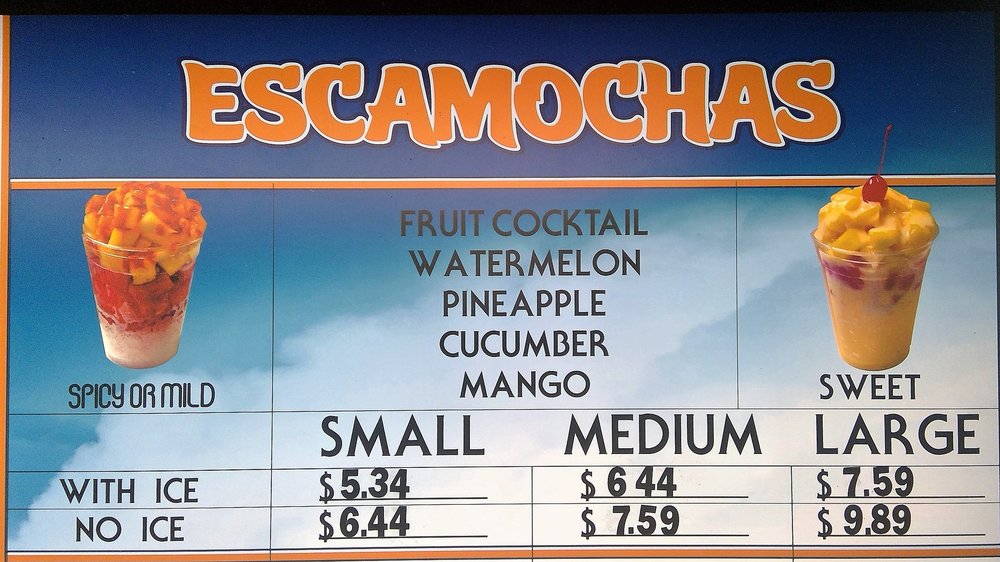 ESCAMOCHAS
FRUIT COCKTAIL
WATERMELON
PINEAPPLE
CUCUMBER
MANGO
SPICY OR MILD
SWEET
SMALL MEDIUM LARGE
WITH ICE $5.34 $6 44 $7.59
NO ICE $6.44 $7.59 $9.89